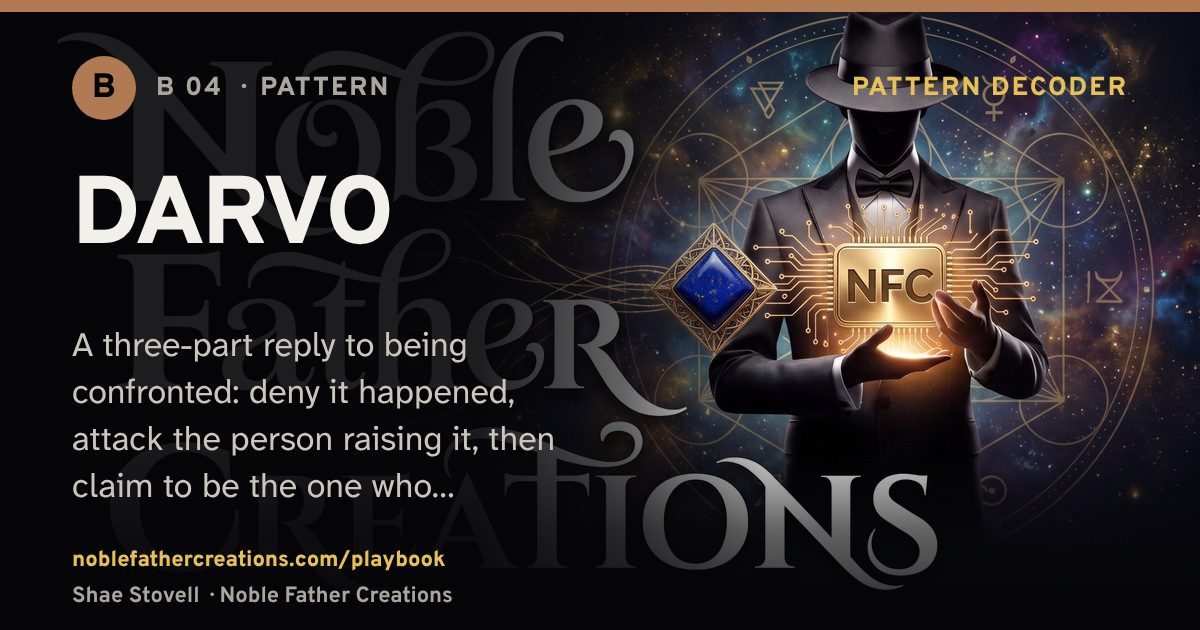 B
B 04 · PATTERN
PATTERN DECODER
DARVO
Noble
Father
Creations
NFC
A three-part reply to being
confronted: deny it happened,
attack the person raising it, then
claim to be the one who...
noblefathercreations.com/playbook
Shae Stovell · Noble Father Creations